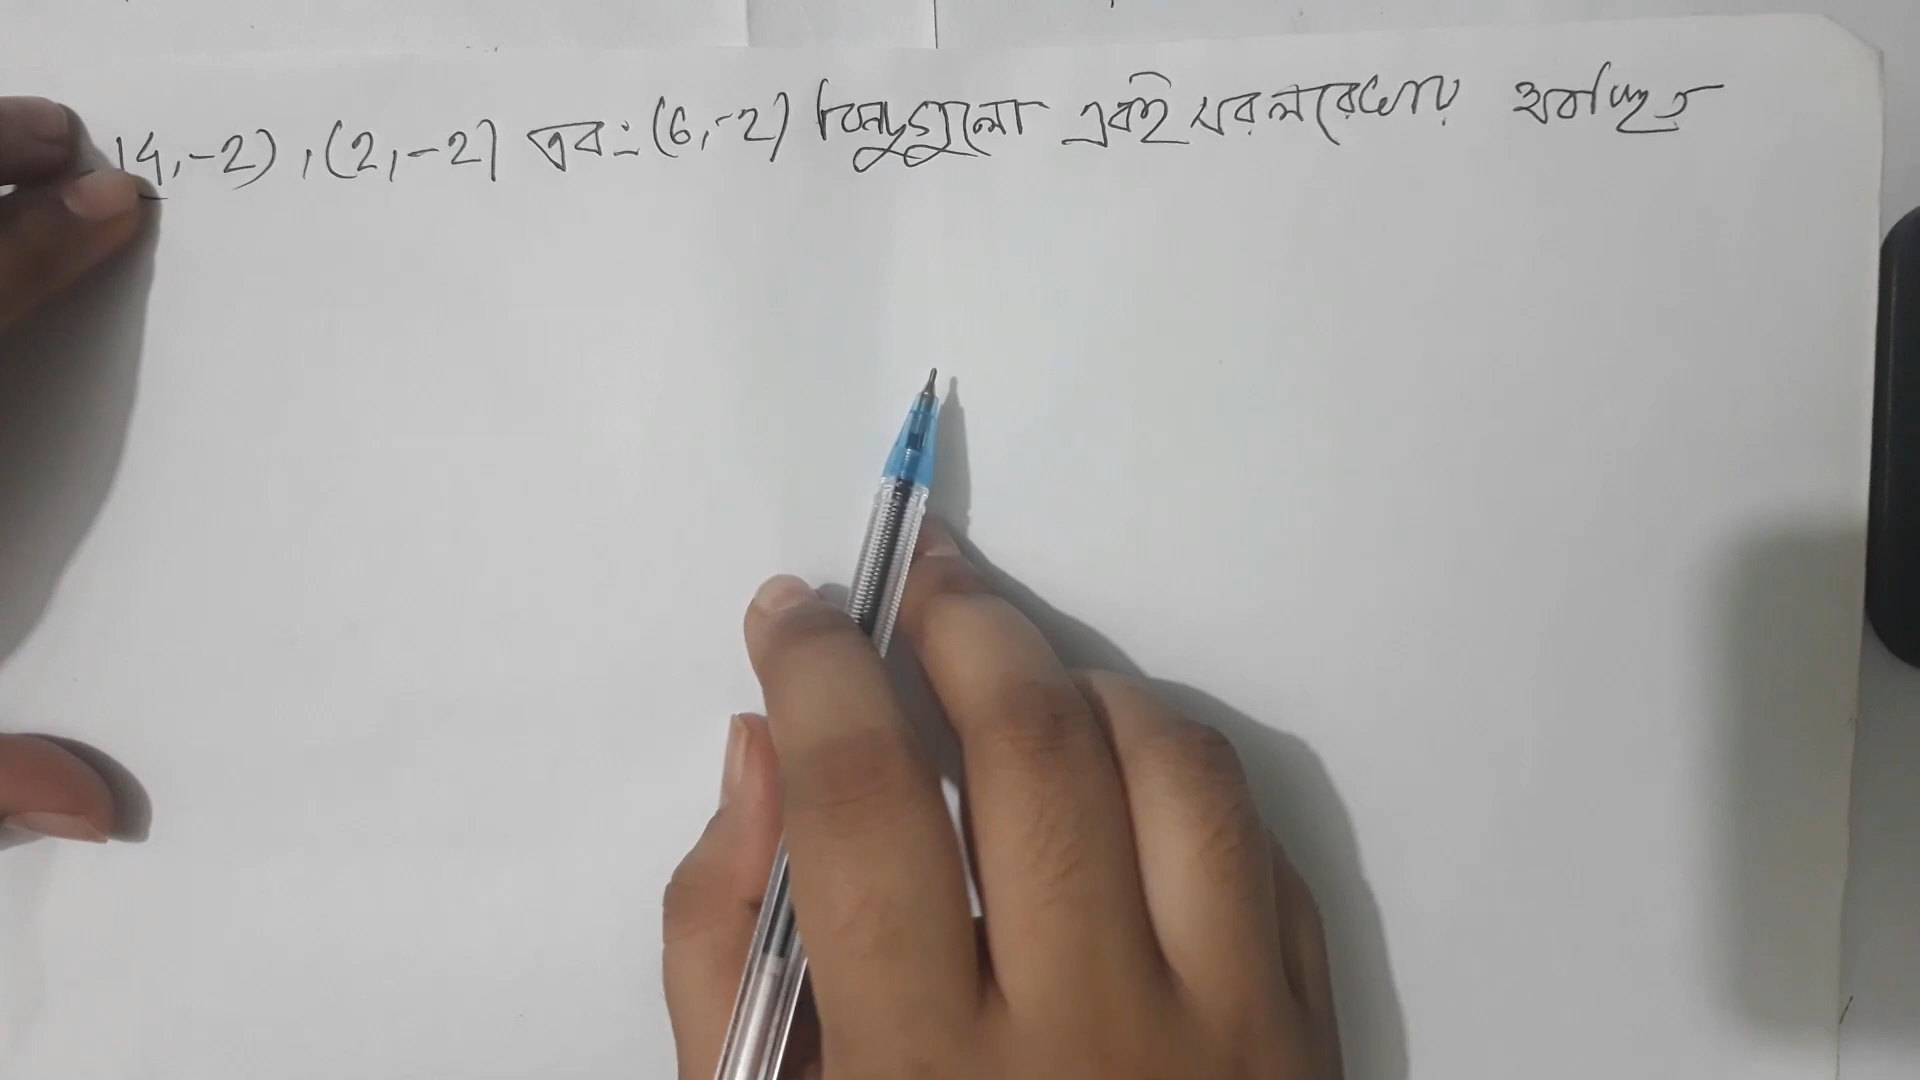 (4,-2), (2,-2) এবং (6,-2) বিন্দুগুলো একই সরলরেখায় অবস্থিত